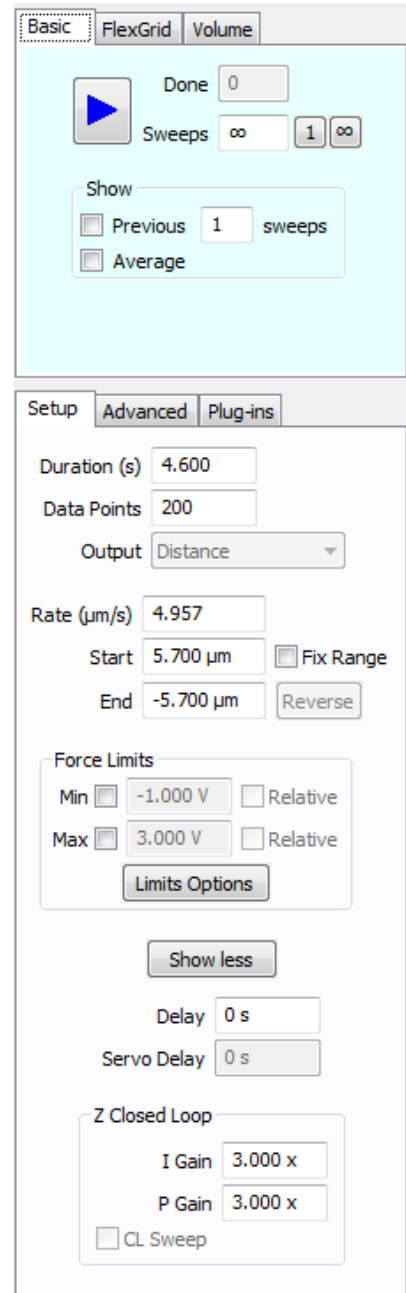 Basic FlexGrid Volume
Done 0
Sweeps ∞ 1 ∞
Show
Previous 1 sweeps
Average
Setup Advanced Plug-ins
Duration (s) 4.600
Data Points 200
Output Distance
Rate (µm/s) 4.957
Start 5.700 µm Fix Range
End -5.700 µm Reverse
Force Limits
Min -1.000 V Relative
Max 3.000 V Relative
Limits Options
Show less
Delay 0 s
Servo Delay 0 s
Z Closed Loop
I Gain 3.000 x
P Gain 3.000 x
CL Sweep